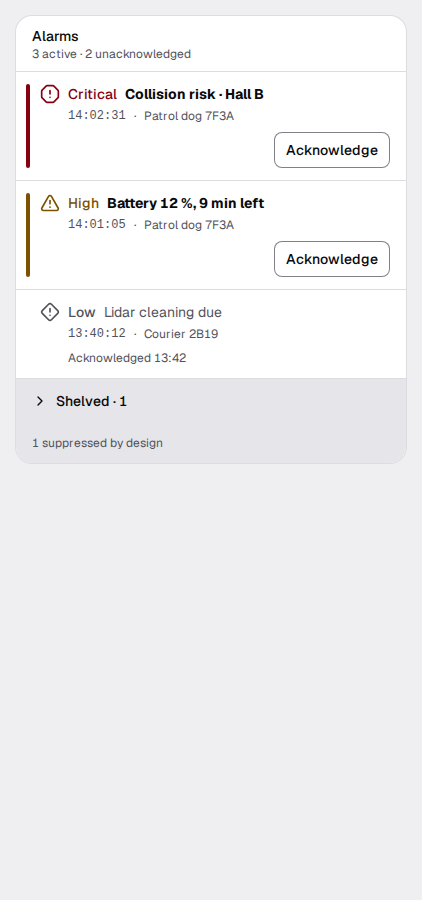 Alarms
3 active · 2 unacknowledged
Critical Collision risk · Hall B
14:02:31 · Patrol dog 7F3A
Acknowledge
High Battery 12 %, 9 min left
14:01:05 · Patrol dog 7F3A
Acknowledge
Low Lidar cleaning due
13:40:12 · Courier 2B19
Acknowledged 13:42
Shelved · 1
1 suppressed by design